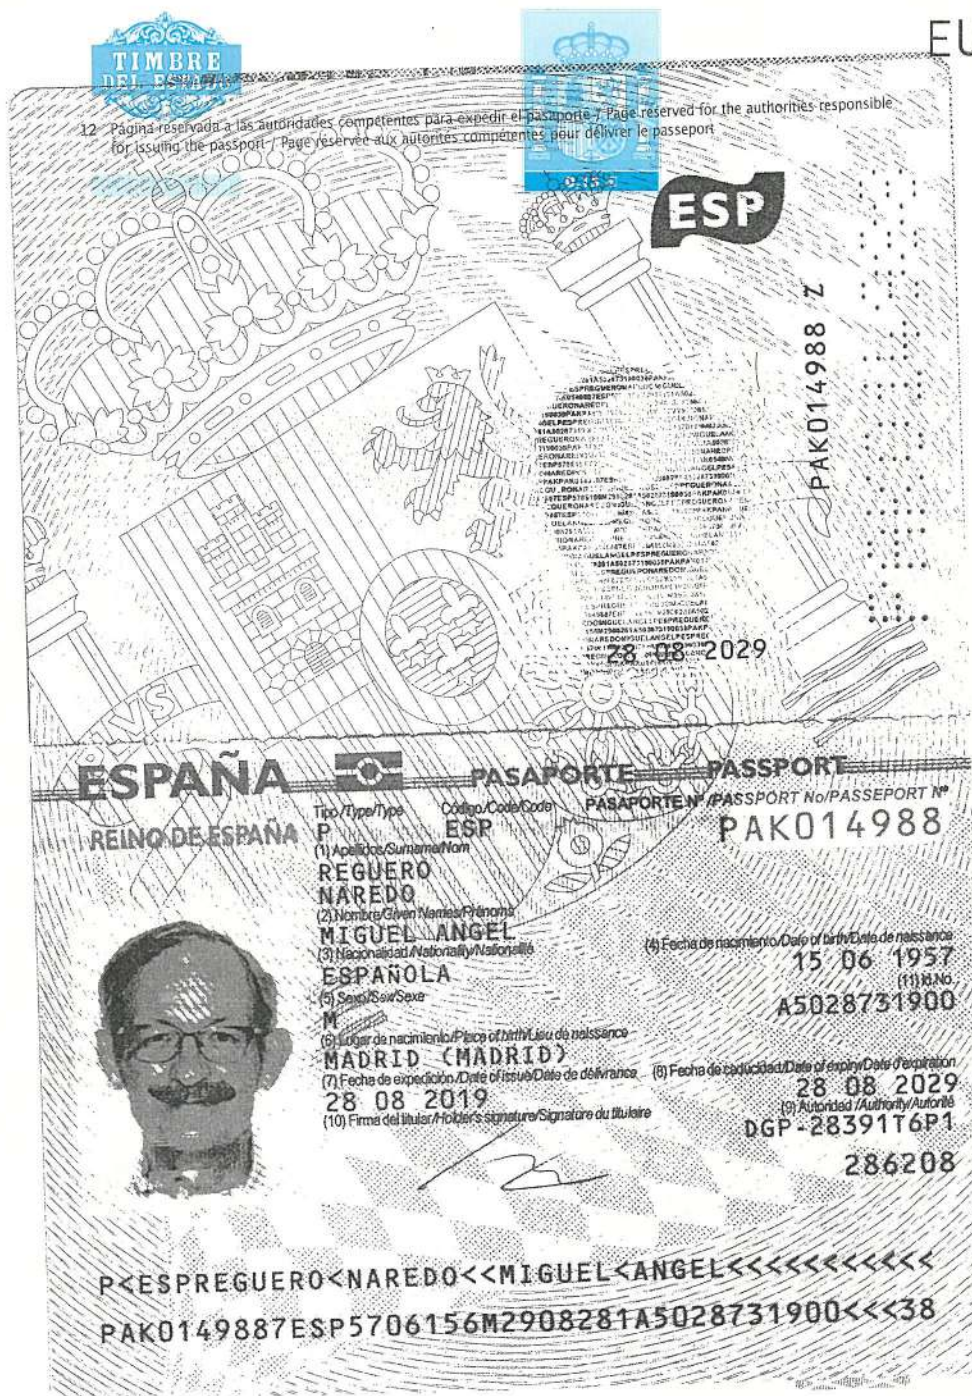 EU
TIMBRE
DEL ESTADO
12 Página reservada a las autoridades competentes para expedir el pasaporte / Page reserved for the authorities responsible
for issuing the passport / Page réservée aux autorités compétentes pour délivrer le passeport
ESP
PAK014988 Z
28 08 2029
ESPAÑA PASAPORTE PASSPORT
REINO DE ESPAÑA
Tipo/Type/Type Código/Code/Code PASAPORTE Nº/PASSPORT No/PASSEPORT Nº
P ESP PAK014988
(1) Apellidos/Surname/Nom
REGUERO
NAREDO
(2) Nombre/Given Names/Prénoms
MIGUEL ANGEL
(3) Nacionalidad/Nationality/Nationalité (4) Fecha de nacimiento/Date of birth/Date de naissance
ESPAÑOLA 15 06 1957
(5) Sexo/Sex/Sexe (11) Id.No.
M A5028731900
(6) Lugar de nacimiento/Place of birth/Lieu de naissance
MADRID (MADRID)
(7) Fecha de expedición/Date of issue/Date de délivrance (8) Fecha de caducidad/Date of expiry/Date d'expiration
28 08 2019 28 08 2029
(10) Firma del titular/Holder's signature/Signature du titulaire (9) Autoridad/Authority/Autorité
DGP-28391T6P1
286208
P<ESPREGUERO<NAREDO<<MIGUEL<ANGEL<<<<<<<<<<<
PAK0149887ESP5706156M2908281A5028731900<<<38